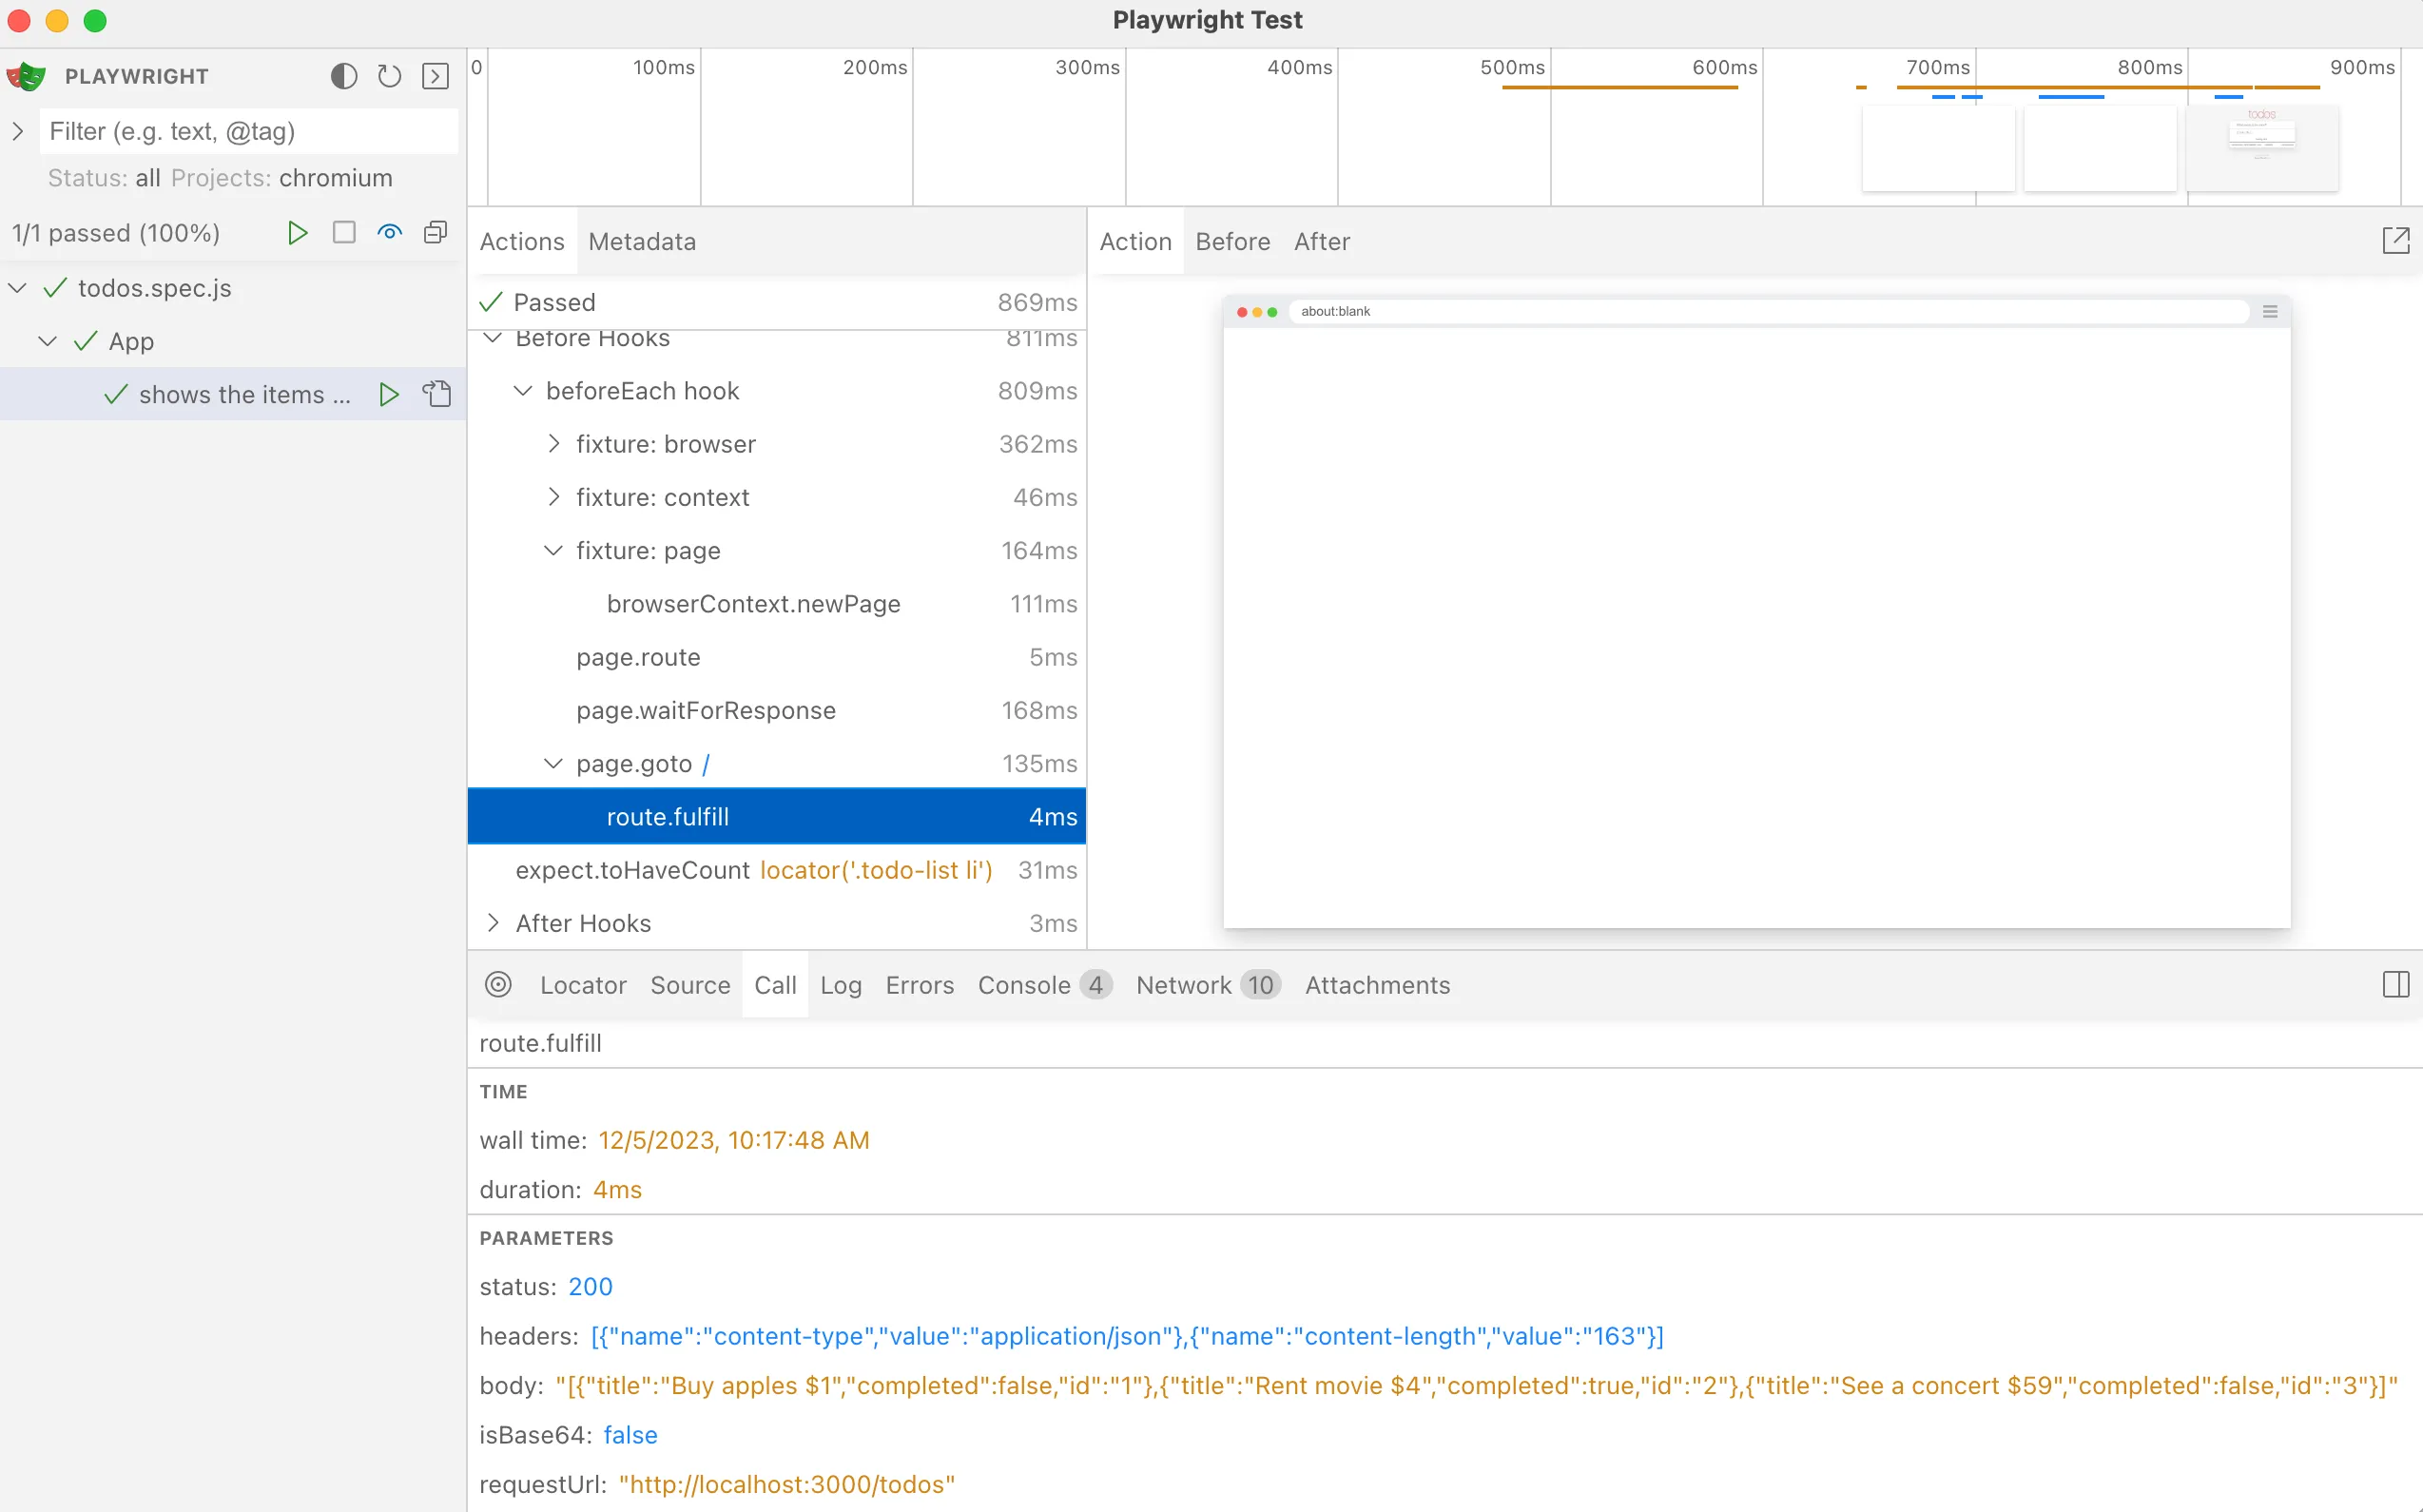 Playwright Test
PLAYWRIGHT
Filter (e.g. text, @tag)
Status: all Projects: chromium
1/1 passed (100%)
todos.spec.js
App
shows the items ...
0 100ms 200ms 300ms 400ms 500ms 600ms 700ms 800ms 900ms
todos
Actions Metadata
Passed 869ms
Before Hooks 811ms
beforeEach hook 809ms
fixture: browser 362ms
fixture: context 46ms
fixture: page 164ms
browserContext.newPage 111ms
page.route 5ms
page.waitForResponse 168ms
page.goto / 135ms
route.fulfill 4ms
expect.toHaveCount locator('.todo-list li') 31ms
After Hooks 3ms
Action Before After
about:blank
Locator Source Call Log Errors Console 4 Network 10 Attachments
route.fulfill
TIME
wall time: 12/5/2023, 10:17:48 AM
duration: 4ms
PARAMETERS
status: 200
headers: [{"name":"content-type","value":"application/json"},{"name":"content-length","value":"163"}]
body: "[{"title":"Buy apples $1","completed":false,"id":"1"},{"title":"Rent movie $4","completed":true,"id":"2"},{"title":"See a concert $59","completed":false,"id":"3"}]"
isBase64: false
requestUrl: "http://localhost:3000/todos"